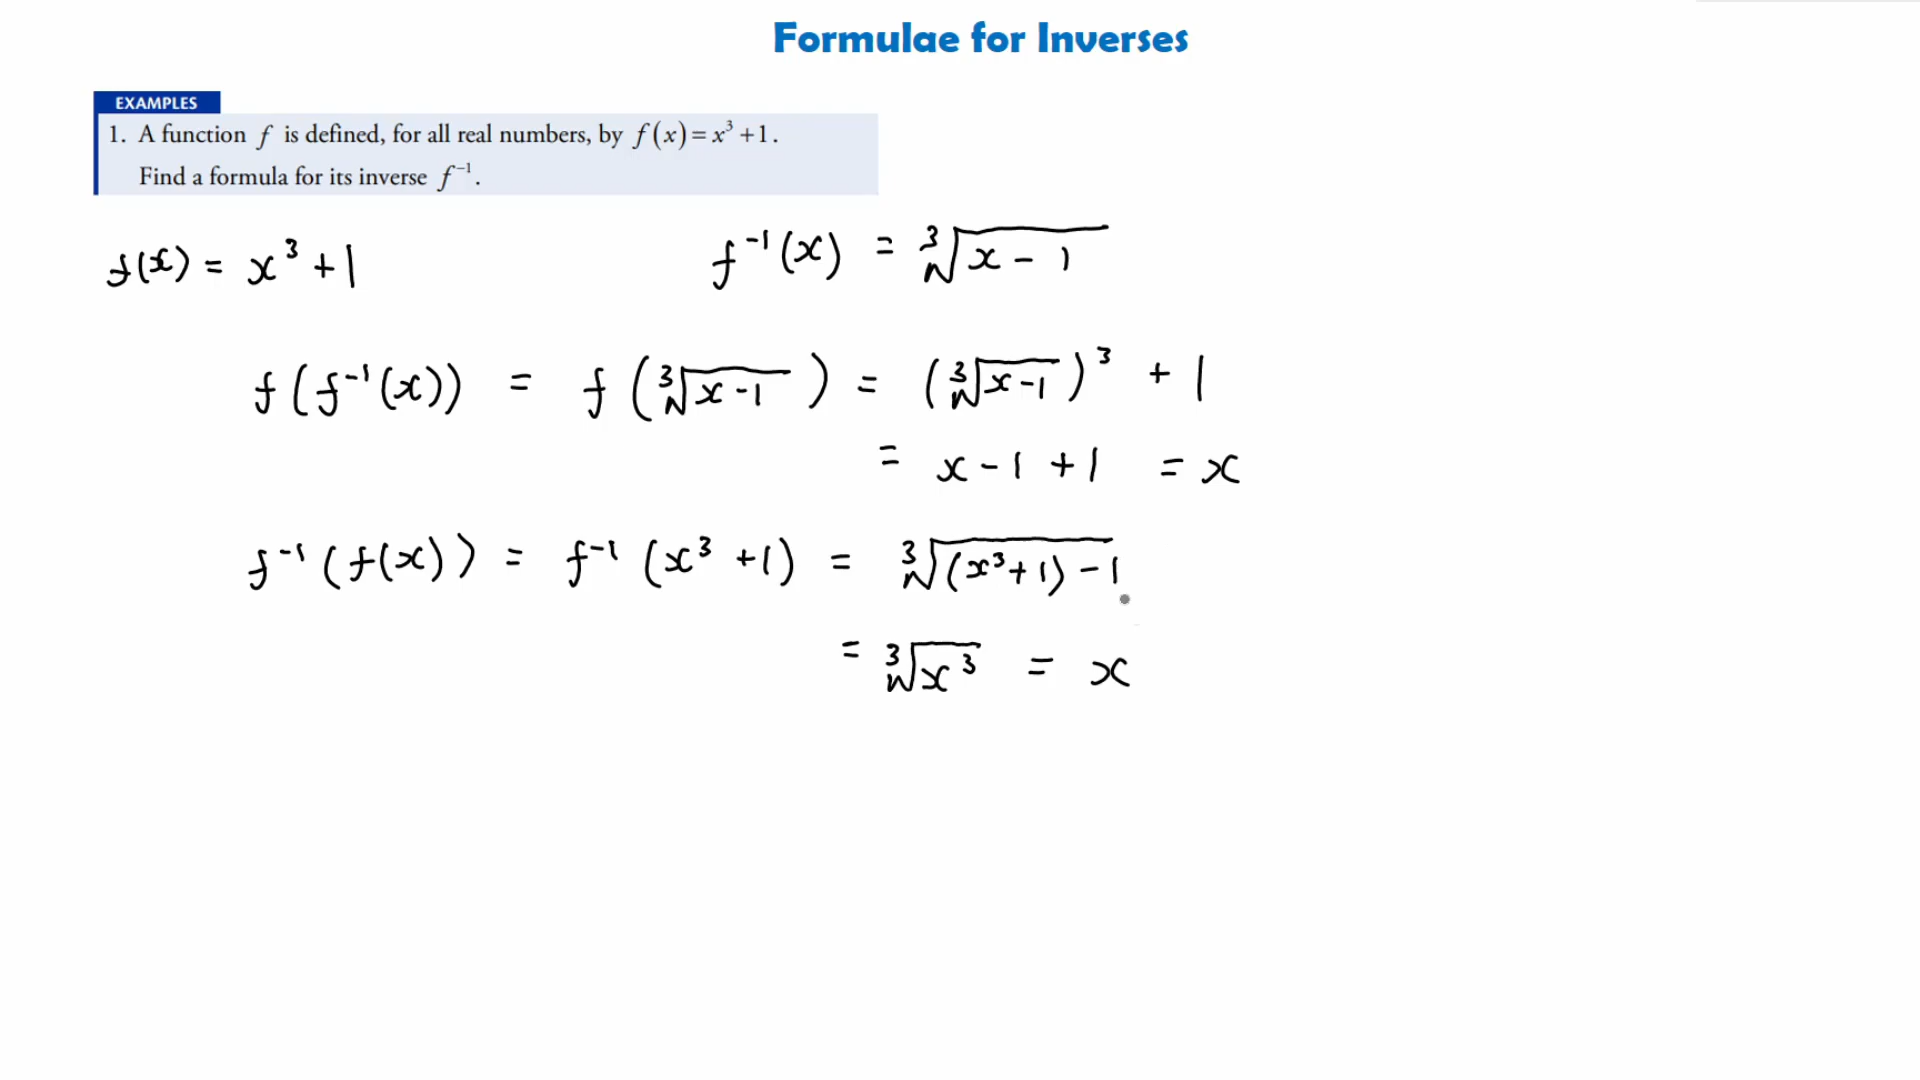 Formulae for Inverses
EXAMPLES
1. A function f is defined, for all real numbers, by f(x)=x³+1.
Find a formula for its inverse f⁻¹.
f(x) = x³ + 1
f⁻¹(x) = ∛(x − 1)
f(f⁻¹(x)) = f(∛(x−1)) = (∛(x−1))³ + 1
= x − 1 + 1 = x
f⁻¹(f(x)) = f⁻¹(x³ + 1) = ∛((x³+1) − 1)
= ∛(x³) = x